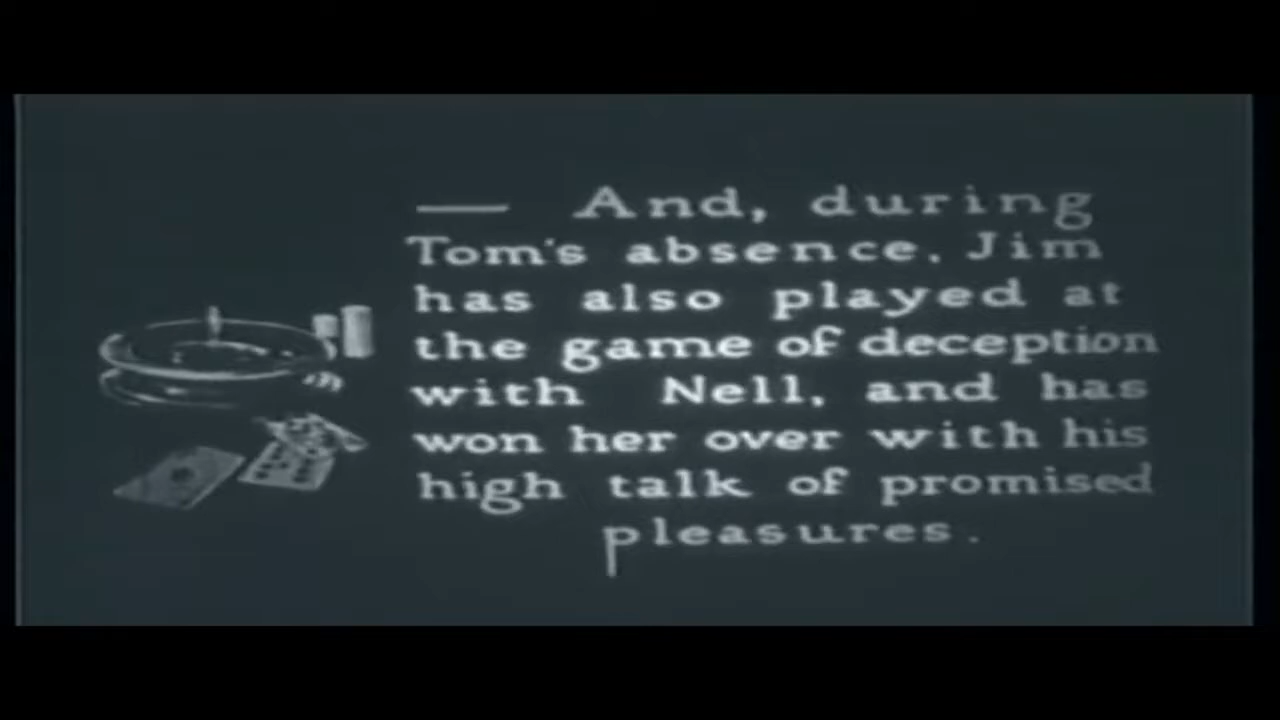 — And, during
Tom's absence, Jim
has also played at
the game of deception
with Nell, and has
won her over with his
high talk of promised
pleasures.